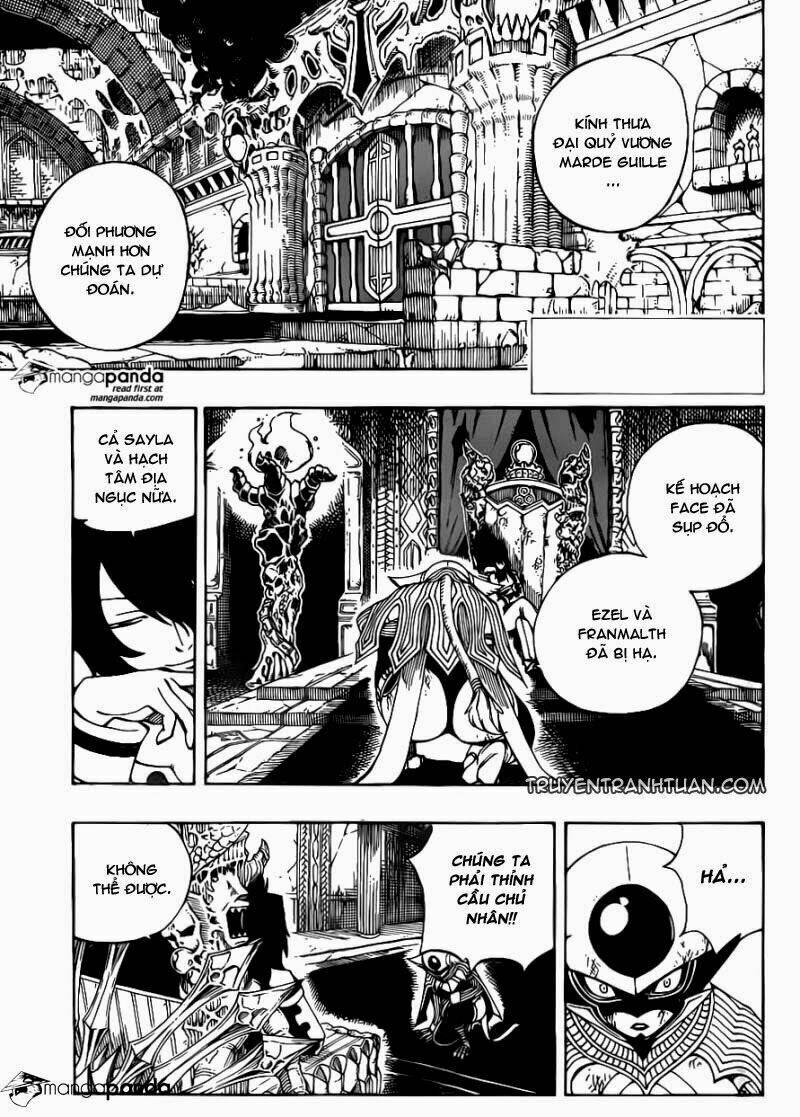 KÍNH THƯA
ĐẠI QUỶ VƯƠNG
MARDE GUILLE
...
ĐỐI PHƯƠNG
MẠNH HƠN
CHÚNG TA DỰ
ĐOÁN.
mangapanda
read first at
mangapanda.com
KẾ HOẠCH
FACE ĐÃ
SỤP ĐỔ.
EZEL VÀ
FRANMALTH
ĐÃ BỊ HẠ.
CẢ SAYLA
VÀ HẠCH
TÂM ĐỊA
NGỤC NỮA.
TRUYENTRANHTUAN.COM
HẢ...
CHÚNG TA
PHẢI THỈNH
CẦU CHỦ
NHÂN!!
KHÔNG
THỂ ĐƯỢC.
mangapanda